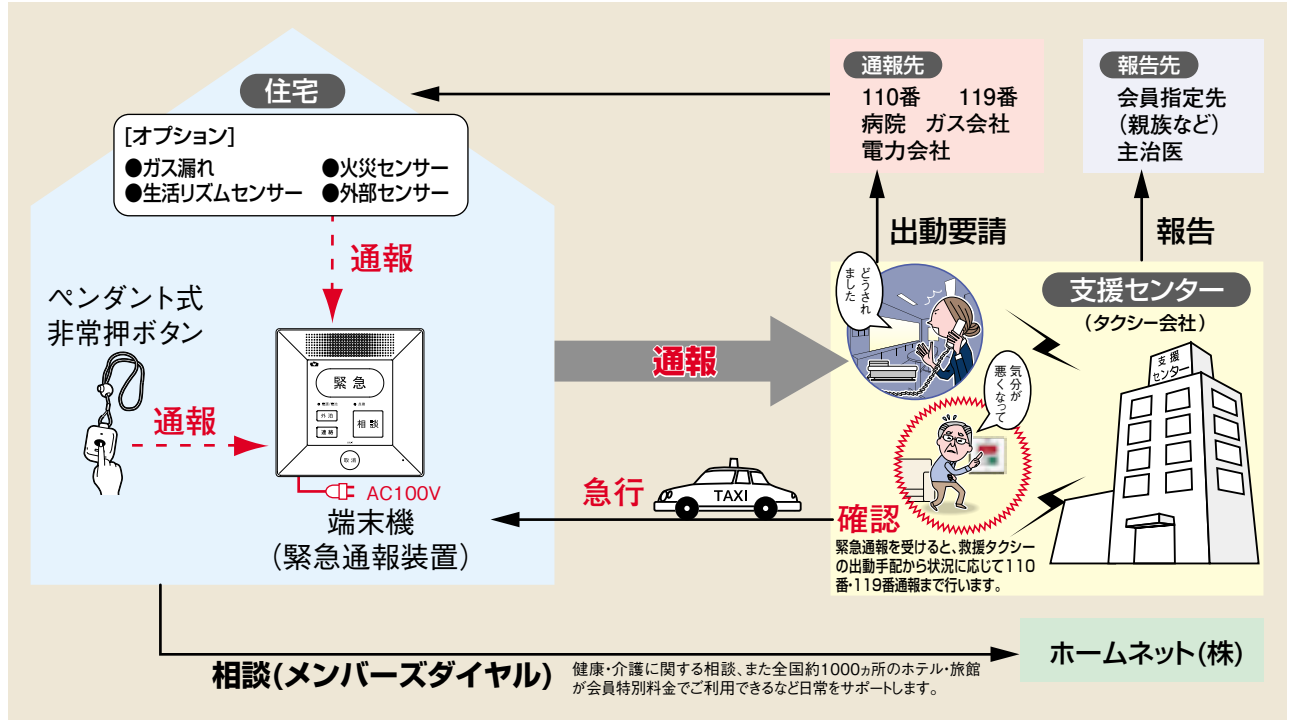 住宅
[オプション]
●ガス漏れ ●火災センサー
●生活リズムセンサー ●外部センサー
通報
ペンダント式
非常押ボタン
通報
緊急
外泊
連絡
相談
取消
AC100V
端末機
(緊急通報装置)
通報
急行
TAXI
通報先
110番 119番
病院 ガス会社
電力会社
報告先
会員指定先
(親族など)
主治医
出動要請
報告
どうされ
ました
気分が
悪くなって
支援センター
(タクシー会社)
支援
センター
確認
緊急通報を受けると、救援タクシー
の出動手配から状況に応じて110
番・119番通報まで行います。
相談(メンバーズダイヤル)
健康・介護に関する相談、また全国約1000ヵ所のホテル・旅館
が会員特別料金でご利用できるなど日常をサポートします。
ホームネット(株)